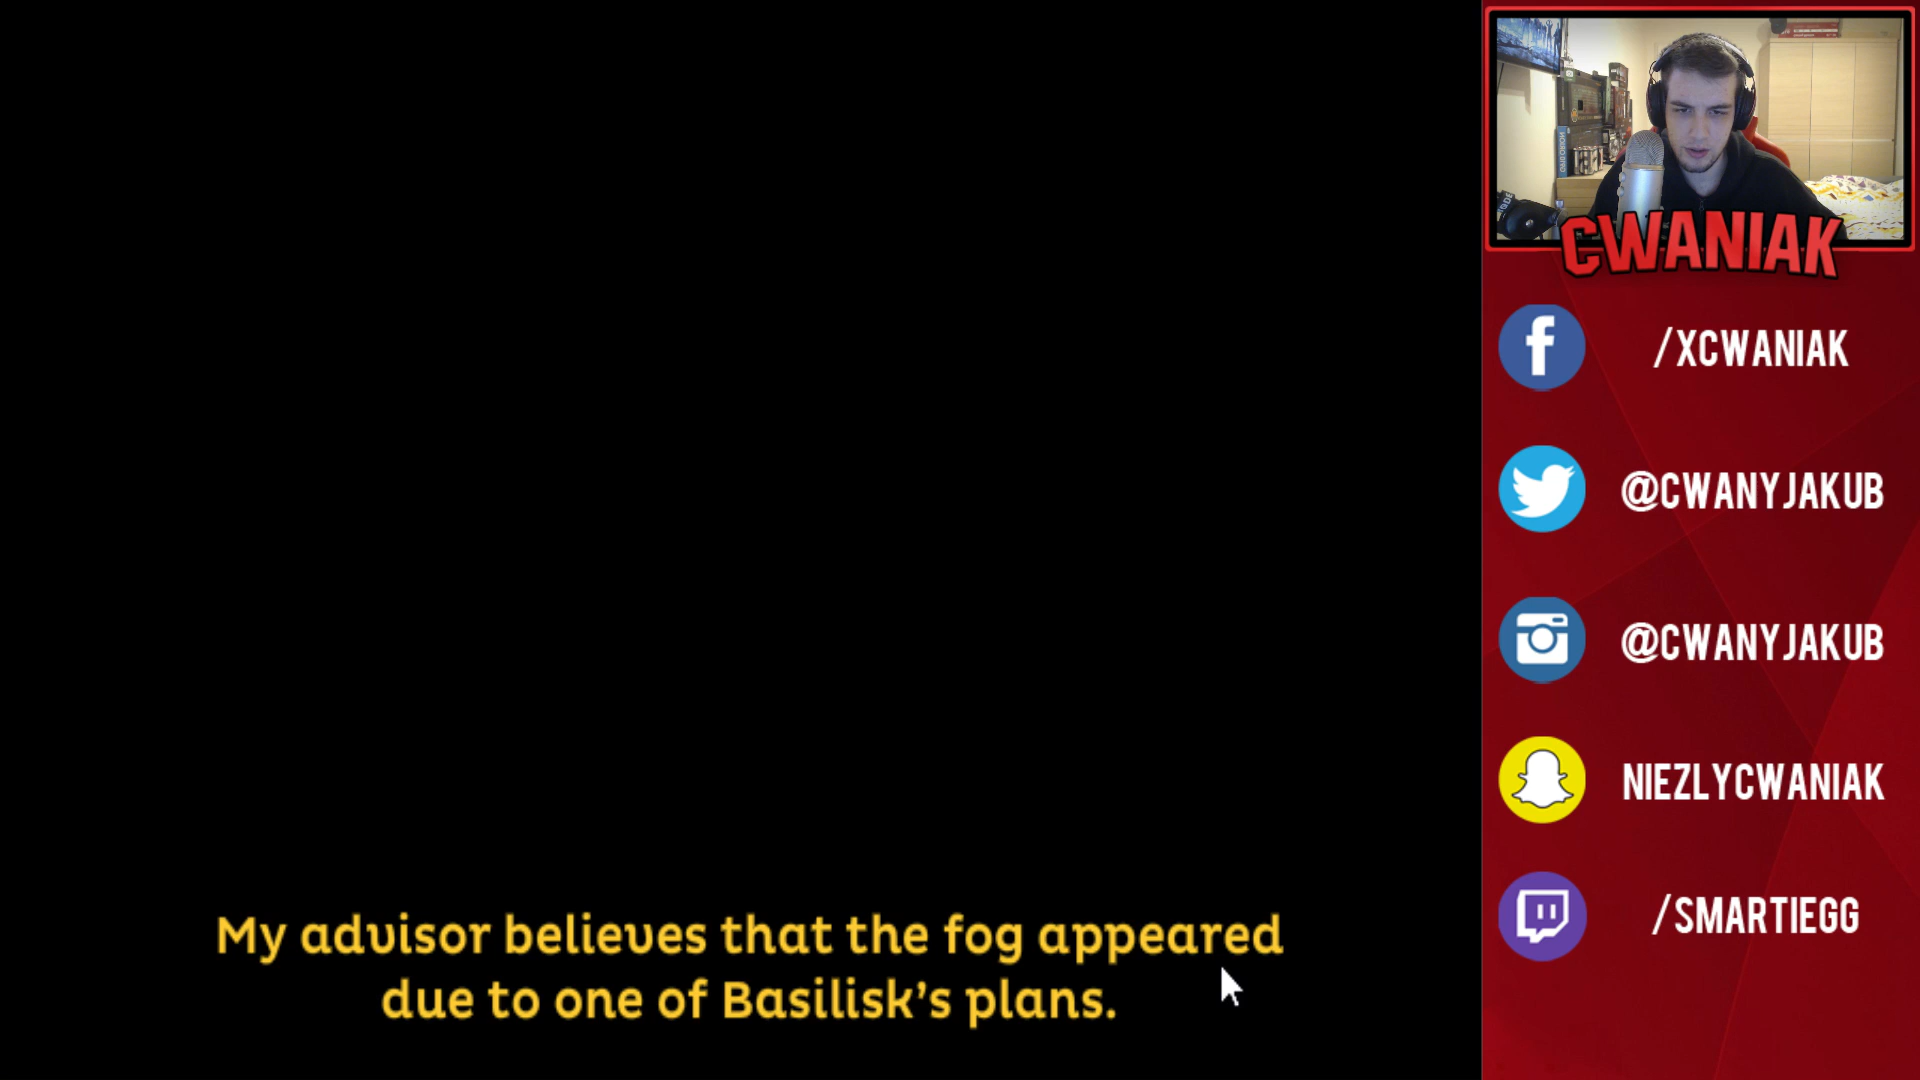 My advisor believes that the fog appeared
due to one of Basilisk's plans.
CWANIAK
/XCWANIAK
@CWANYJAKUB
@CWANYJAKUB
NIEZLYCWANIAK
/SMARTIEGG